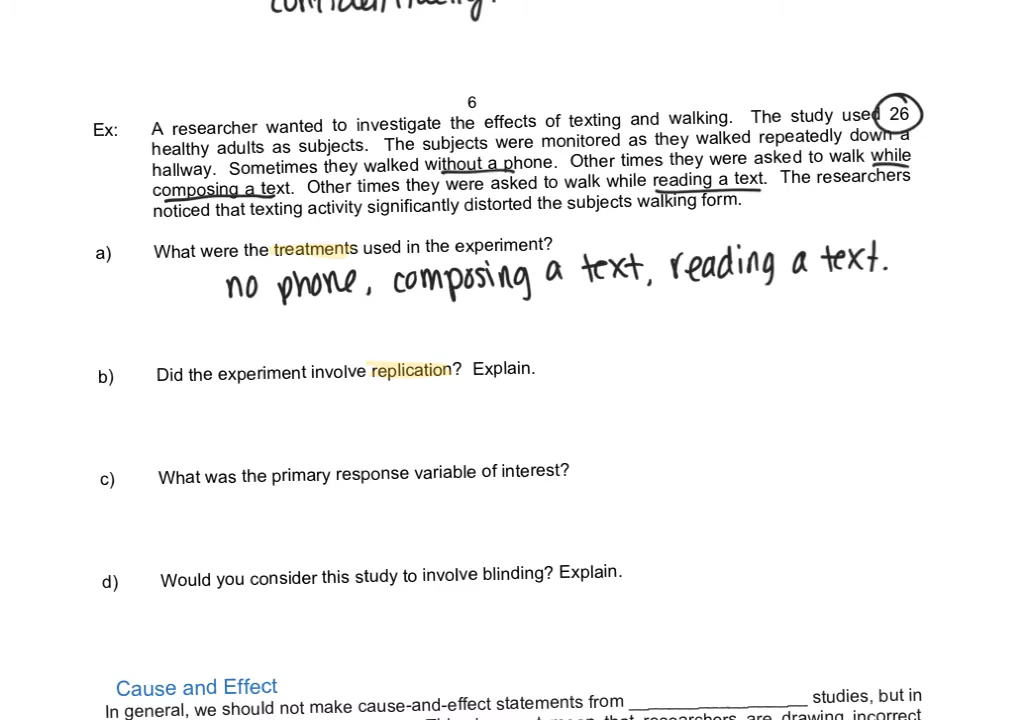 confidentiality.
6
Ex: A researcher wanted to investigate the effects of texting and walking. The study used 26
healthy adults as subjects. The subjects were monitored as they walked repeatedly down a
hallway. Sometimes they walked without a phone. Other times they were asked to walk while
composing a text. Other times they were asked to walk while reading a text. The researchers
noticed that texting activity significantly distorted the subjects walking form.
a) What were the treatments used in the experiment?
no phone, composing a text, reading a text.
b) Did the experiment involve replication? Explain.
c) What was the primary response variable of interest?
d) Would you consider this study to involve blinding? Explain.
Cause and Effect
In general, we should not make cause-and-effect statements from ____________________ studies, but in
researchers are drawing incorrect